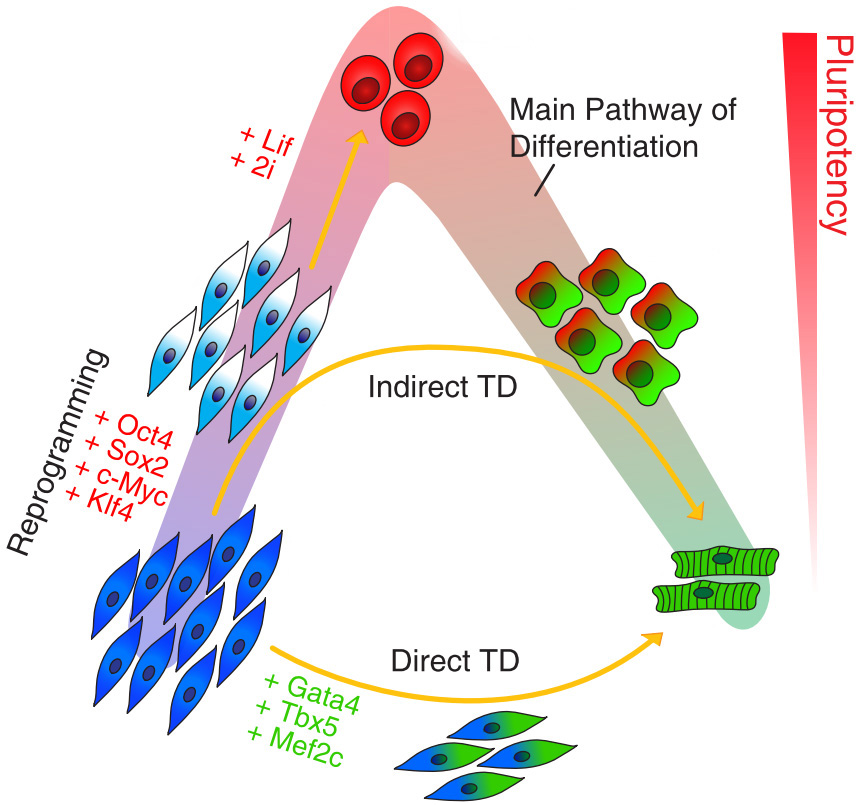 Pluripotency
Main Pathway of
Differentiation
+ Lif
+ 2i
Indirect TD
Reprogramming
+ Oct4
+ Sox2
+ c-Myc
+ Klf4
Direct TD
+ Gata4
+ Tbx5
+ Mef2c